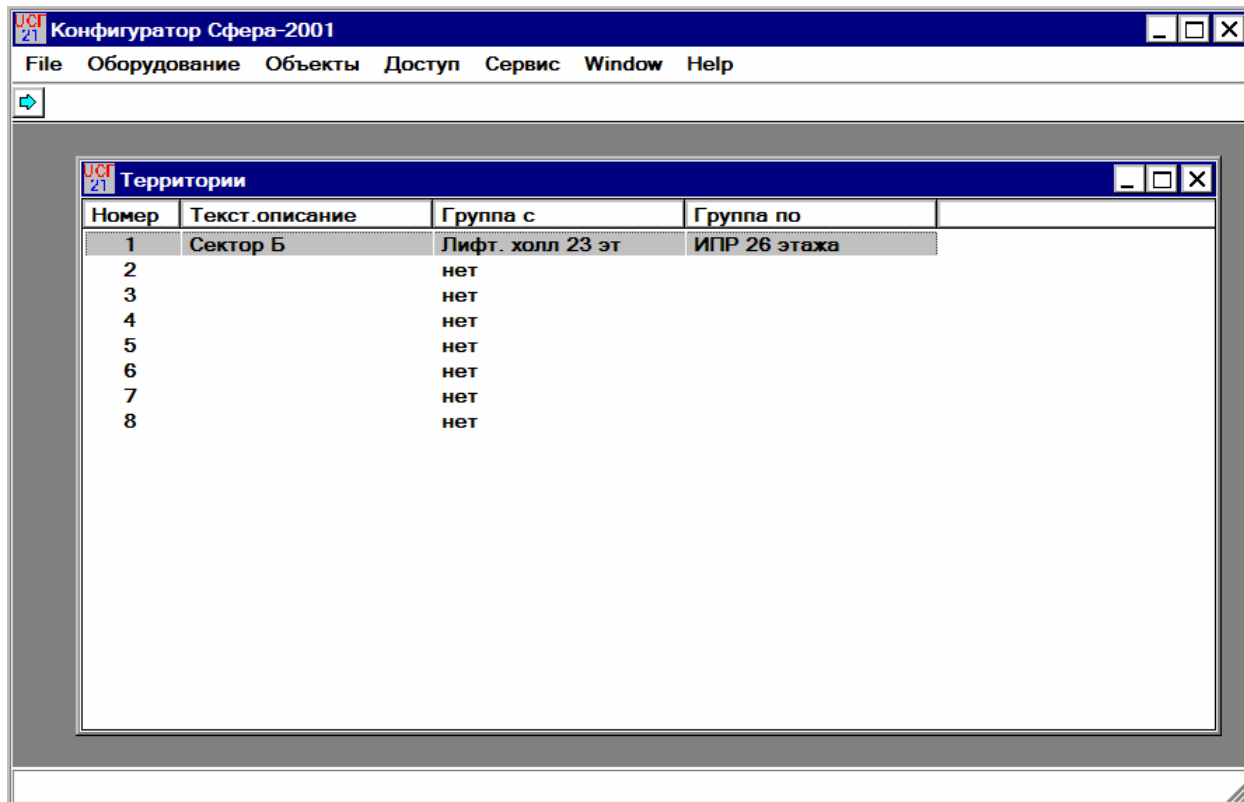 Конфигуратор Сфера-2001
File Оборудование Объекты Доступ Сервис Window Help
Территории
Номер Текст.описание Группа с Группа по
1 Сектор Б Лифт. холл 23 эт ИПР 26 этажа
2 нет
3 нет
4 нет
5 нет
6 нет
7 нет
8 нет